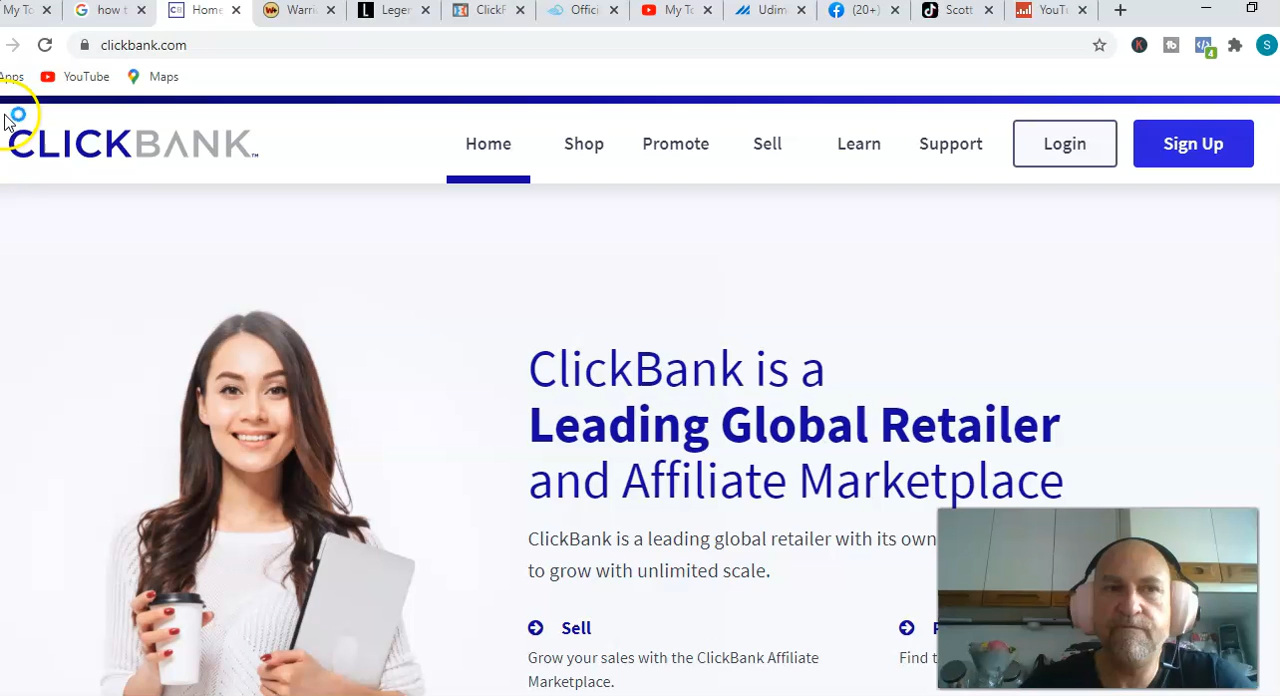 My To
how t
Home
Warri
Leger
ClickF
Offici
My To
Udim
(20+)
Scott
YouTu
clickbank.com
4
S
Apps
YouTube
Maps
CLICKBANK™
Home
Shop
Promote
Sell
Learn
Support
Login
Sign Up
ClickBank is a
Leading Global Retailer
and Affiliate Marketplace
ClickBank is a leading global retailer with its own
to grow with unlimited scale.
Sell
Grow your sales with the ClickBank Affiliate
Marketplace.
Find t